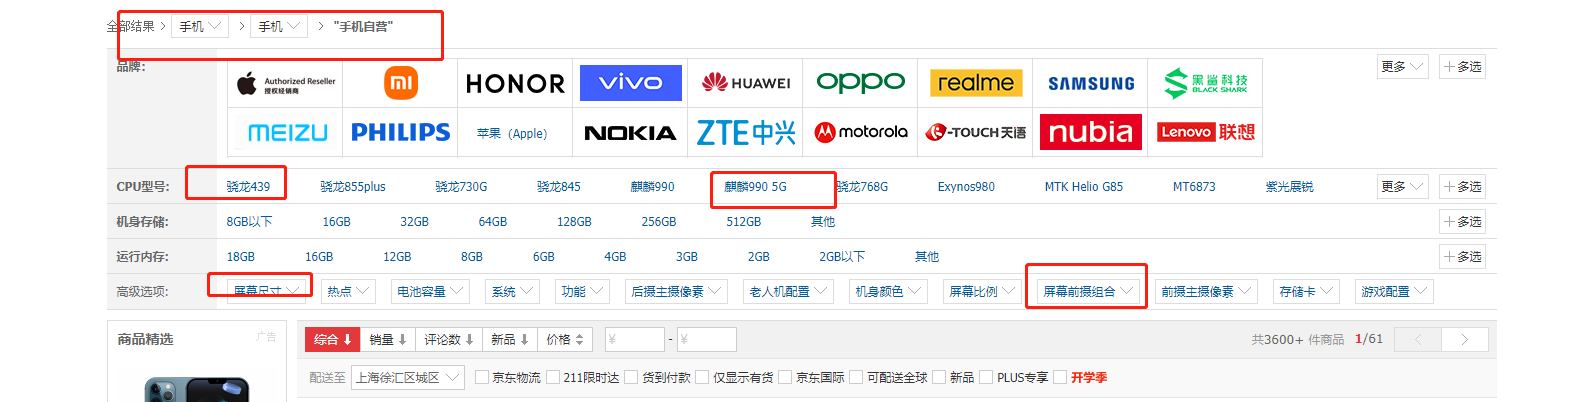 全部结果 > 手机 > 手机 > "手机自营"
品牌: Authorized Reseller 授权经销商 mi HONOR vivo HUAWEI oppo realme SAMSUNG 黑鲨科技 BLACK SHARK 更多 +多选
MEIZU PHILIPS 苹果 (Apple) NOKIA ZTE中兴 motorola K-TOUCH天语 nubia Lenovo 联想
CPU型号: 骁龙439 骁龙855plus 骁龙730G 骁龙845 麒麟990 麒麟990 5G 骁龙768G Exynos980 MTK Helio G85 MT6873 紫光展锐 更多 +多选
机身存储: 8GB以下 16GB 32GB 64GB 128GB 256GB 512GB 其他 +多选
运行内存: 18GB 16GB 12GB 8GB 6GB 4GB 3GB 2GB 2GB以下 其他 +多选
高级选项: 屏幕尺寸 热点 电池容量 系统 功能 后摄主摄像素 老人机配置 机身颜色 屏幕比例 屏幕前摄组合 前摄主摄像素 存储卡 游戏配置
商品精选 广告 综合 销量 评论数 新品 价格 ¥ - ¥ 共3600+ 件商品 1/61 < >
配送至 上海徐汇区城区 京东物流 211限时达 货到付款 仅显示有货 京东国际 可配送全球 新品 PLUS专享 开学季